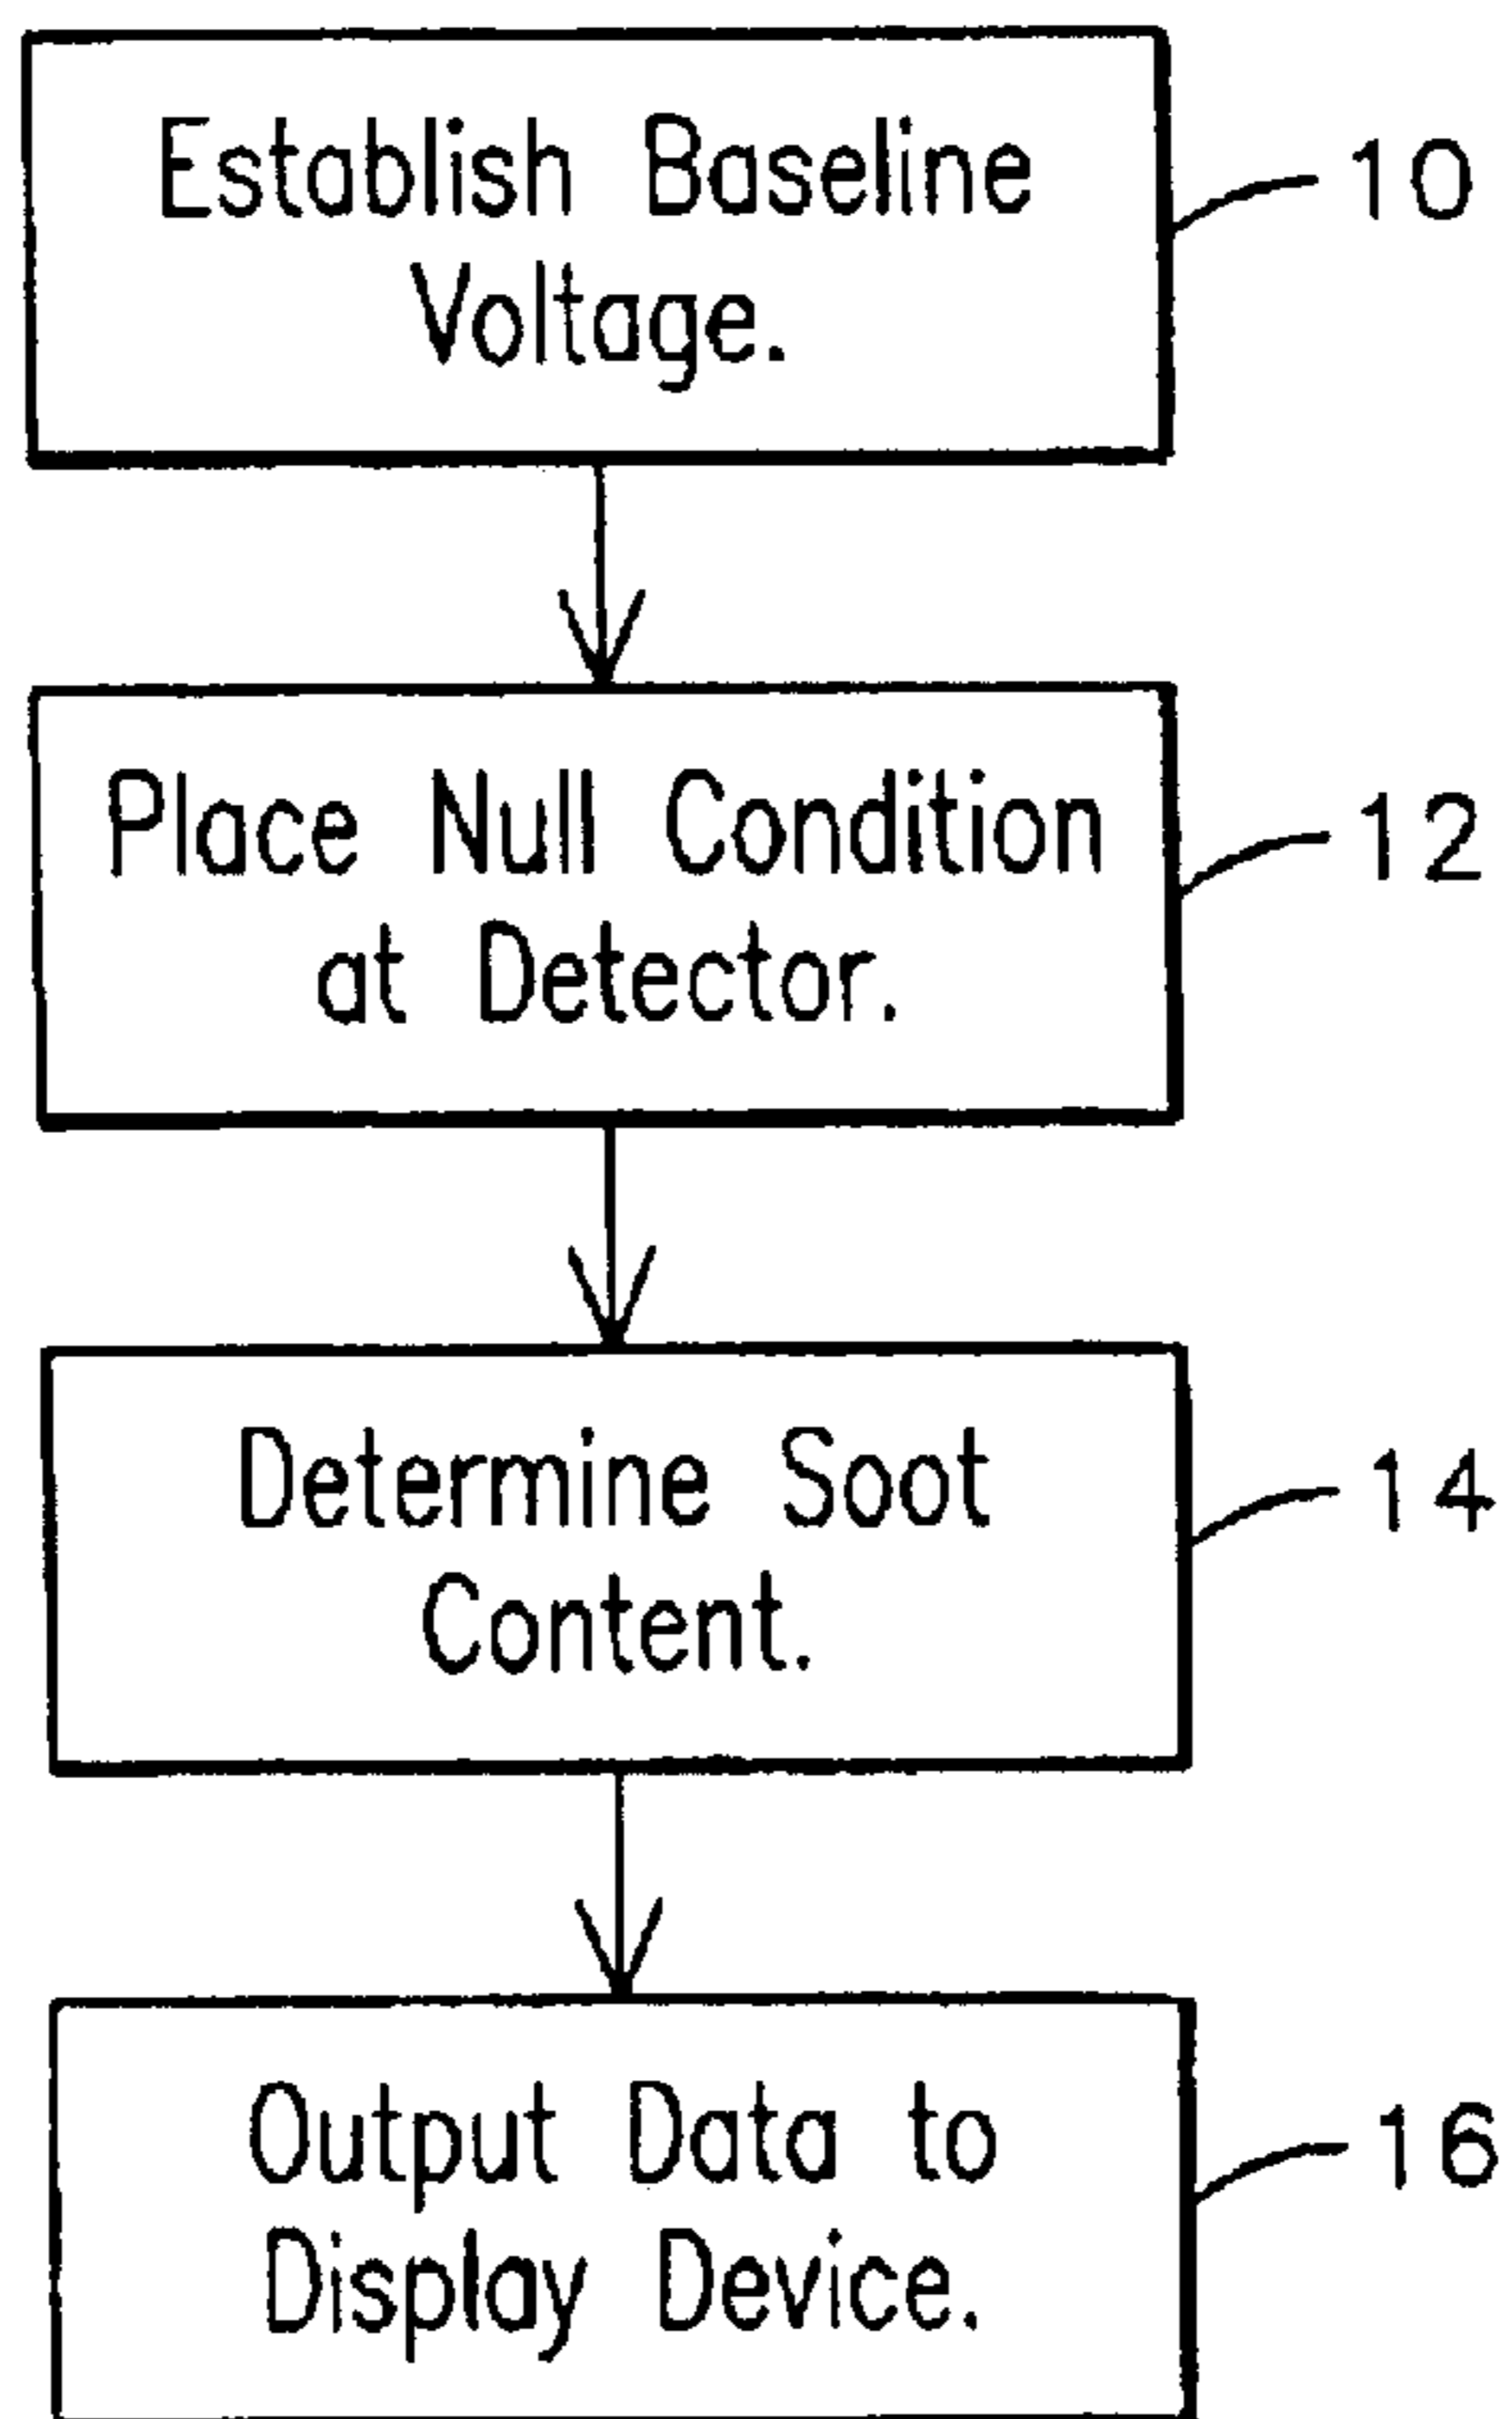 Establish Baseline
Voltage.
10
Place Null Condition
at Detector.
12
Determine Soot
Content.
14
Output Data to
Display Device.
16